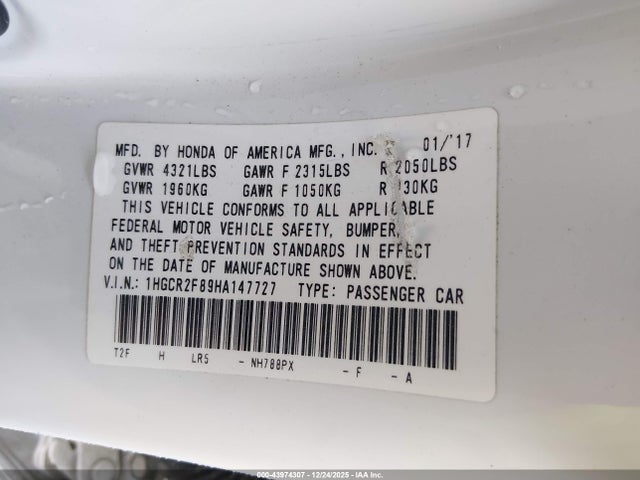 MFD. BY HONDA OF AMERICA MFG., INC. 01/'17
GVWR 4321LBS GAWR F 2315LBS R 2050LBS
GVWR 1960KG GAWR F 1050KG R 930KG
THIS VEHICLE CONFORMS TO ALL APPLICABLE
FEDERAL MOTOR VEHICLE SAFETY, BUMPER,
AND THEFT PREVENTION STANDARDS IN EFFECT
ON THE DATE OF MANUFACTURE SHOWN ABOVE.
V.I.N.: 1HGCR2F89HA147727 TYPE: PASSENGER CAR
T2F H LR5 - NH788PX - F - A
000-43974307 - 12/24/2025 - IAA Inc.